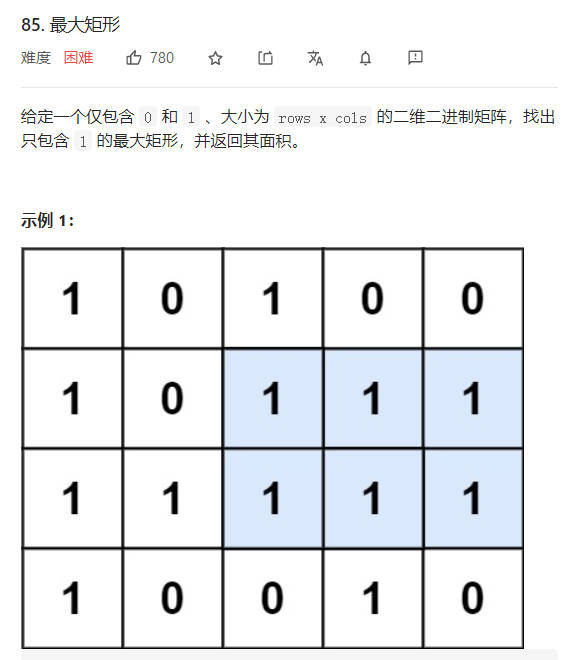 85. 最大矩形
难度 困难 780
给定一个仅包含 0 和 1 、大小为 rows x cols 的二维二进制矩阵，找出
只包含 1 的最大矩形，并返回其面积。
示例 1：
1 0 1 0 0
1 0 1 1 1
1 1 1 1 1
1 0 0 1 0